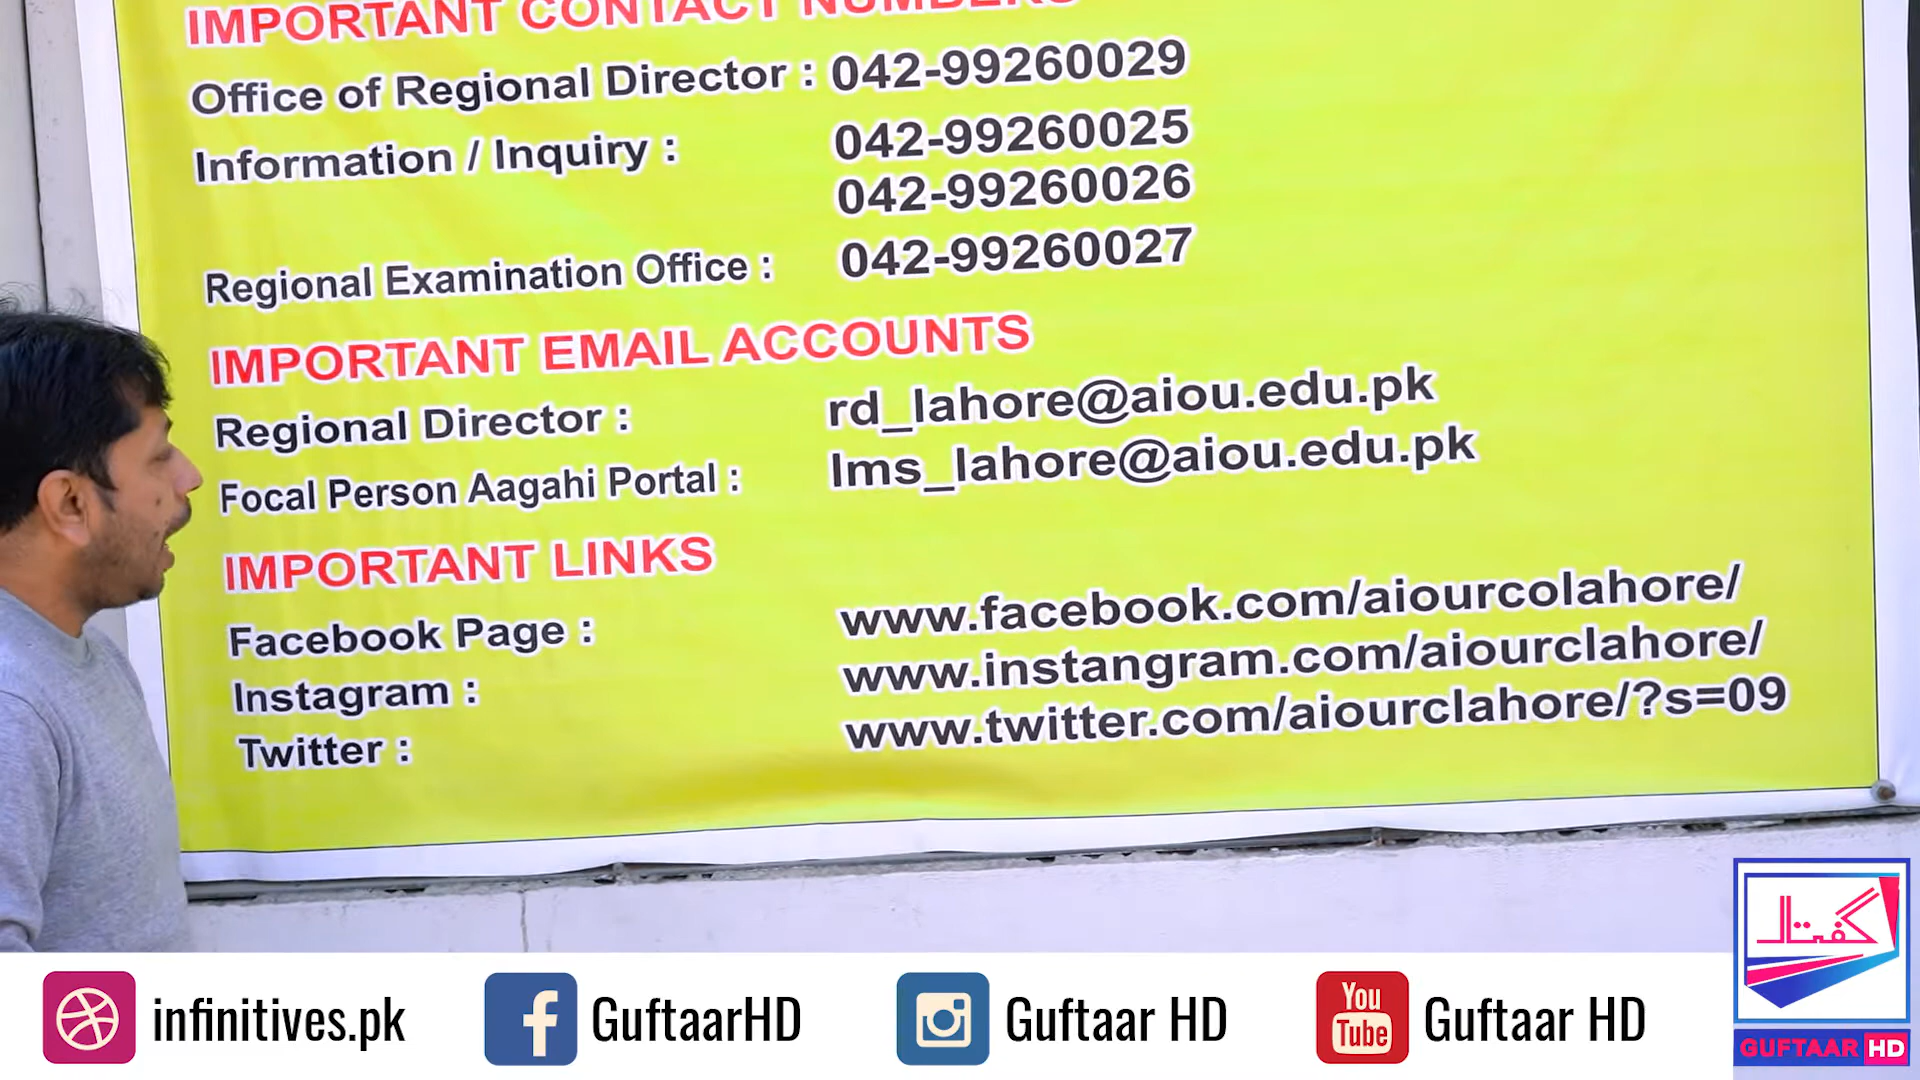 IMPORTANT CONTACT NUMBERS
Office of Regional Director : 042-99260029
Information / Inquiry : 042-99260025
042-99260026
Regional Examination Office : 042-99260027
IMPORTANT EMAIL ACCOUNTS
Regional Director : rd_lahore@aiou.edu.pk
Focal Person Aagahi Portal : lms_lahore@aiou.edu.pk
IMPORTANT LINKS
Facebook Page : www.facebook.com/aiourcolahore/
Instagram : www.instangram.com/aiourclahore/
Twitter : www.twitter.com/aiourclahore/?s=09
گفتار
GUFTAAR HD
infinitives.pk f GuftaarHD Guftaar HD You Tube Guftaar HD